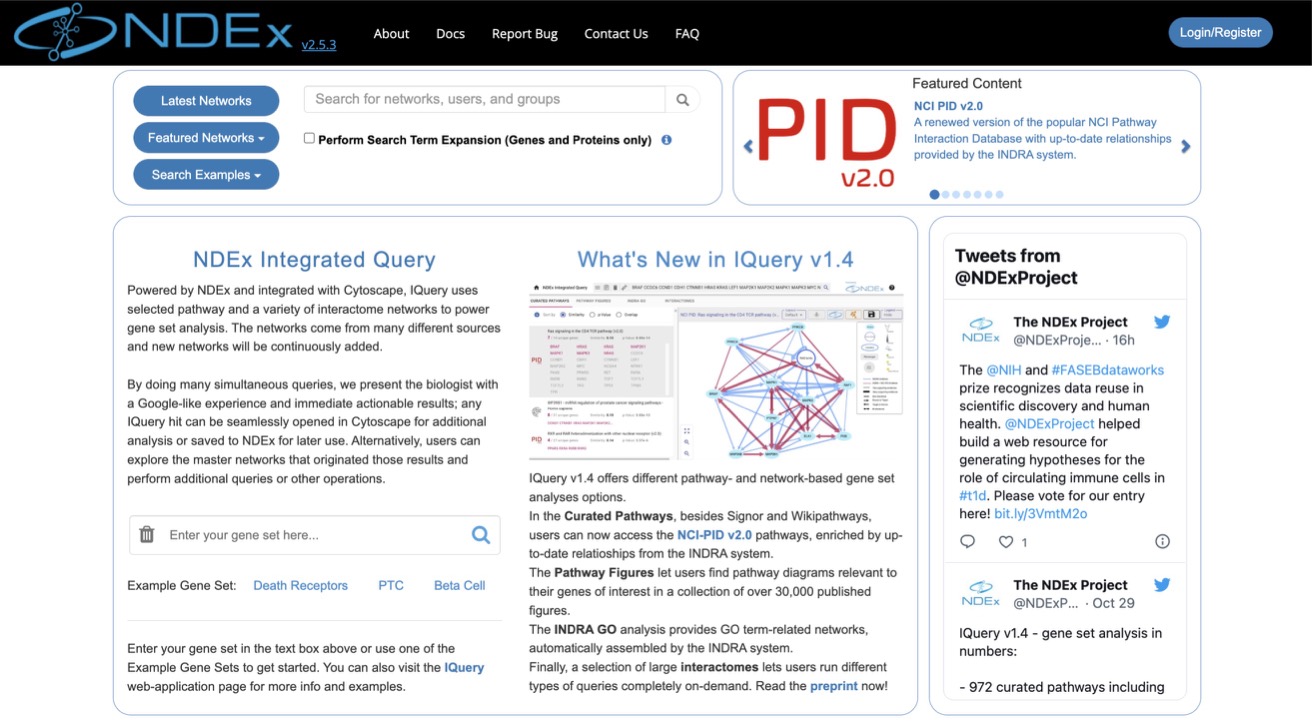 NDEx v2.5.3
About Docs Report Bug Contact Us FAQ
Login/Register
Latest Networks
Featured Networks
Search Examples
Search for networks, users, and groups
Perform Search Term Expansion (Genes and Proteins only)
Featured Content
PID
v2.0
NCI PID v2.0
A renewed version of the popular NCI Pathway
Interaction Database with up-to-date relationships
provided by the INDRA system.
NDEx Integrated Query
Powered by NDEx and integrated with Cytoscape, IQuery uses
selected pathway and a variety of interactome networks to power
gene set analysis. The networks come from many different sources
and new networks will be continuously added.
By doing many simultaneous queries, we present the biologist with
a Google-like experience and immediate actionable results; any
IQuery hit can be seamlessly opened in Cytoscape for additional
analysis or saved to NDEx for later use. Alternatively, users can
explore the master networks that originated those results and
perform additional queries or other operations.
Enter your gene set here...
Example Gene Set: Death Receptors PTC Beta Cell
Enter your gene set in the text box above or use one of the
Example Gene Sets to get started. You can also visit the IQuery
web-application page for more info and examples.
What's New in IQuery v1.4
NDEx Integrated Query
CURATED PATHWAYS PATHWAY FIGURES INDRA GO INTERACTOMES
Similarity p-Value Overlap
PID
PID
IQuery v1.4 offers different pathway- and network-based gene set
analyses options.
In the Curated Pathways, besides Signor and Wikipathways,
users can now access the NCI-PID v2.0 pathways, enriched by up-
to-date relatioships from the INDRA system.
The Pathway Figures let users find pathway diagrams relevant to
their genes of interest in a collection of over 30,000 published
figures.
The INDRA GO analysis provides GO term-related networks,
automatically assembled by the INDRA system.
Finally, a selection of large interactomes lets users run different
types of queries completely on-demand. Read the preprint now!
Tweets from
@NDExProject
NDEx
The NDEx Project
@NDExProje... · 16h
The @NIH and #FASEBdataworks
prize recognizes data reuse in
scientific discovery and human
health. @NDExProject helped
build a web resource for
generating hypotheses for the
role of circulating immune cells in
#t1d. Please vote for our entry
here! bit.ly/3VmtM2o
1
NDEx
The NDEx Project
@NDExP... · Oct 29
IQuery v1.4 - gene set analysis in
numbers:
- 972 curated pathways including